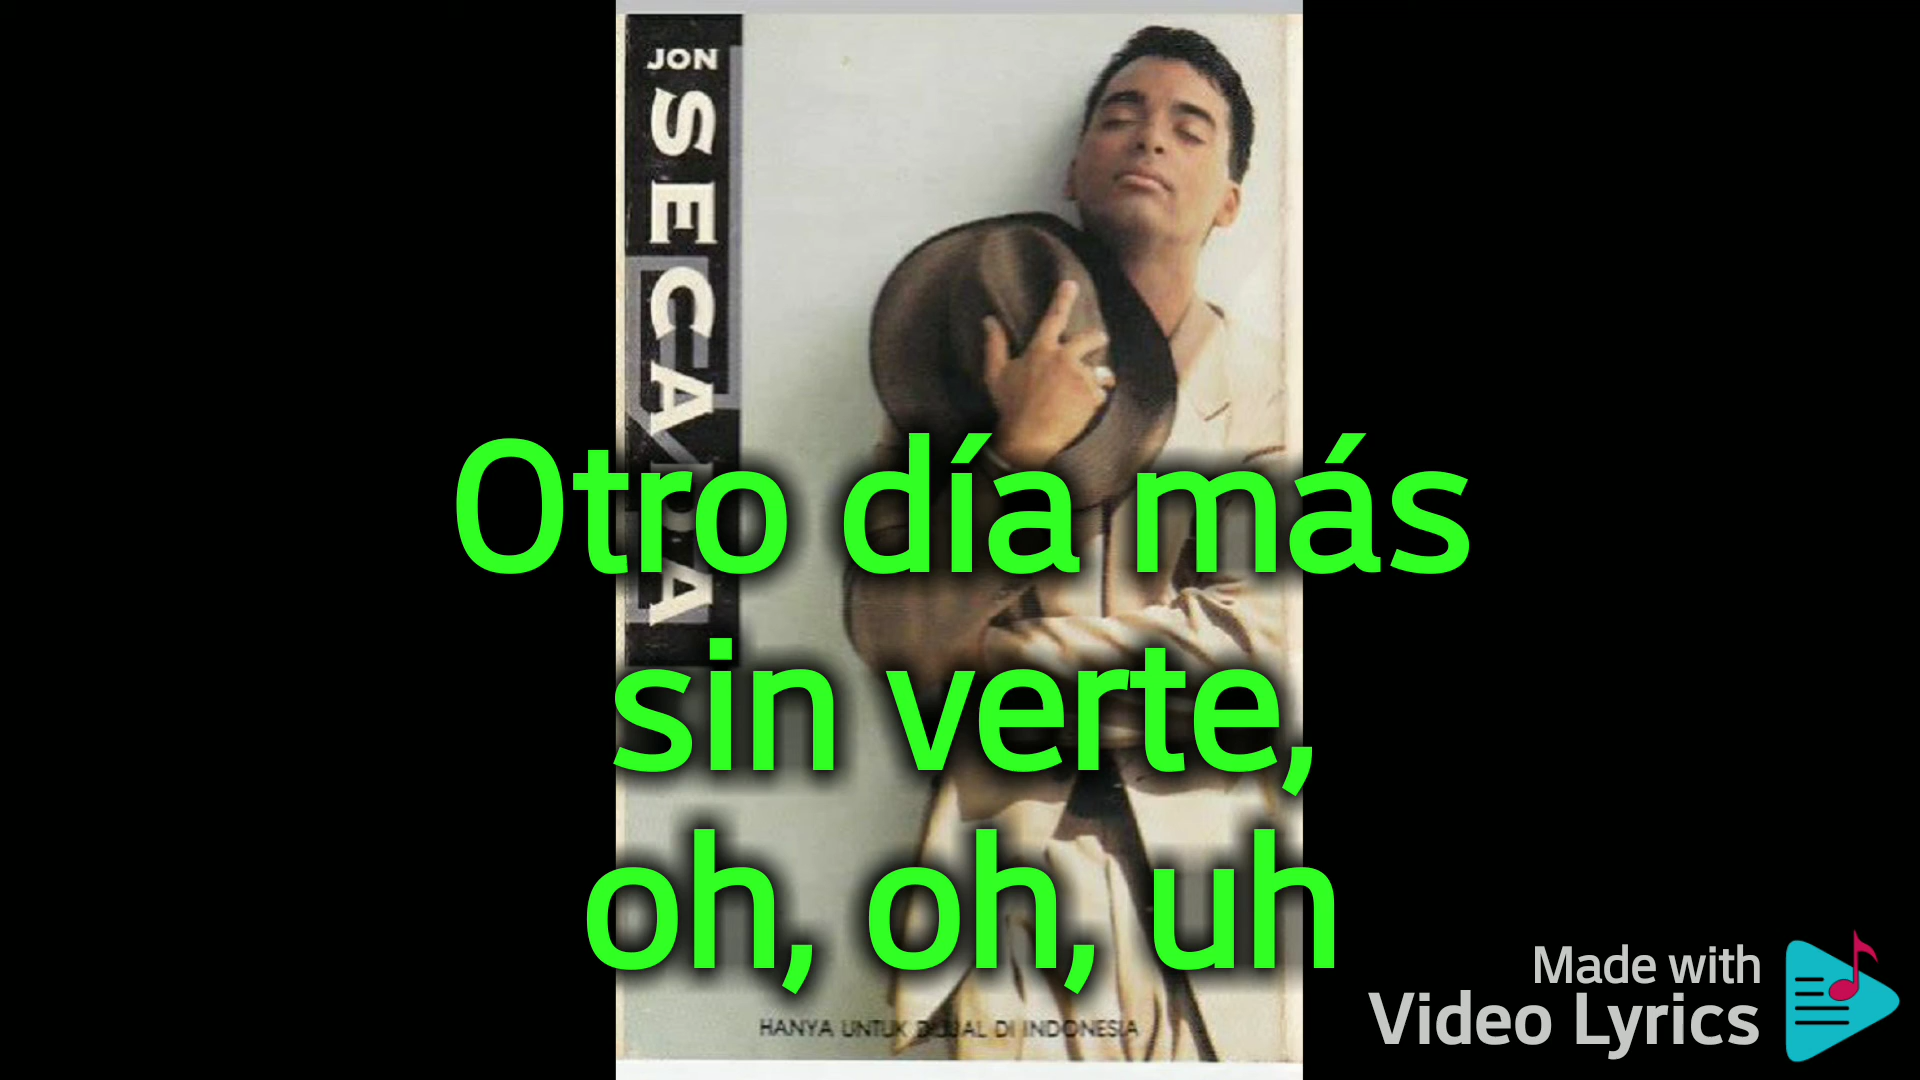 JON
SECADA
Otro día más
sin verte,
oh, oh, uh
HANYA UNTUK DIJUAL DI INDONESIA
Made with
Video Lyrics